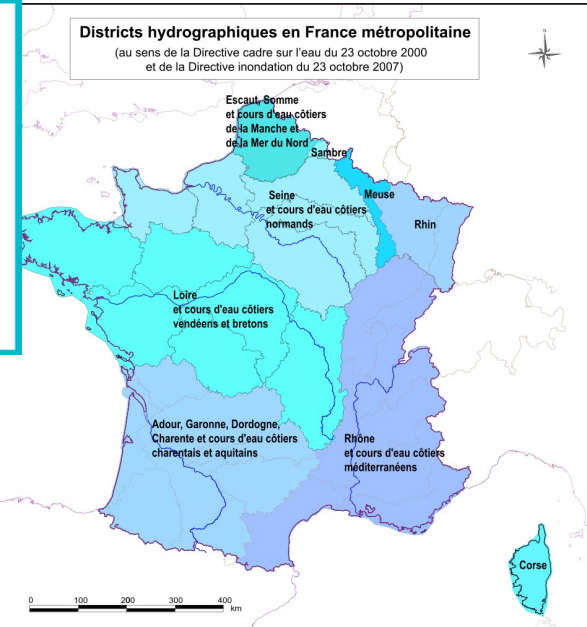 Districts hydrographiques en France métropolitaine
(au sens de la Directive cadre sur l'eau du 23 octobre 2000
et de la Directive inondation du 23 octobre 2007)
Escaut, Somme
et cours d'eau côtiers
de la Manche et
de la Mer du Nord
Sambre
Meuse
Seine
et cours d'eau côtiers
normands
Rhin
Loire
et cours d'eau côtiers
vendéens et bretons
Adour, Garonne, Dordogne,
Charente et cours d'eau côtiers
charentais et aquitains
Rhône
et cours d'eau côtiers
méditerranéens
Corse
0 100 200 300 400
km